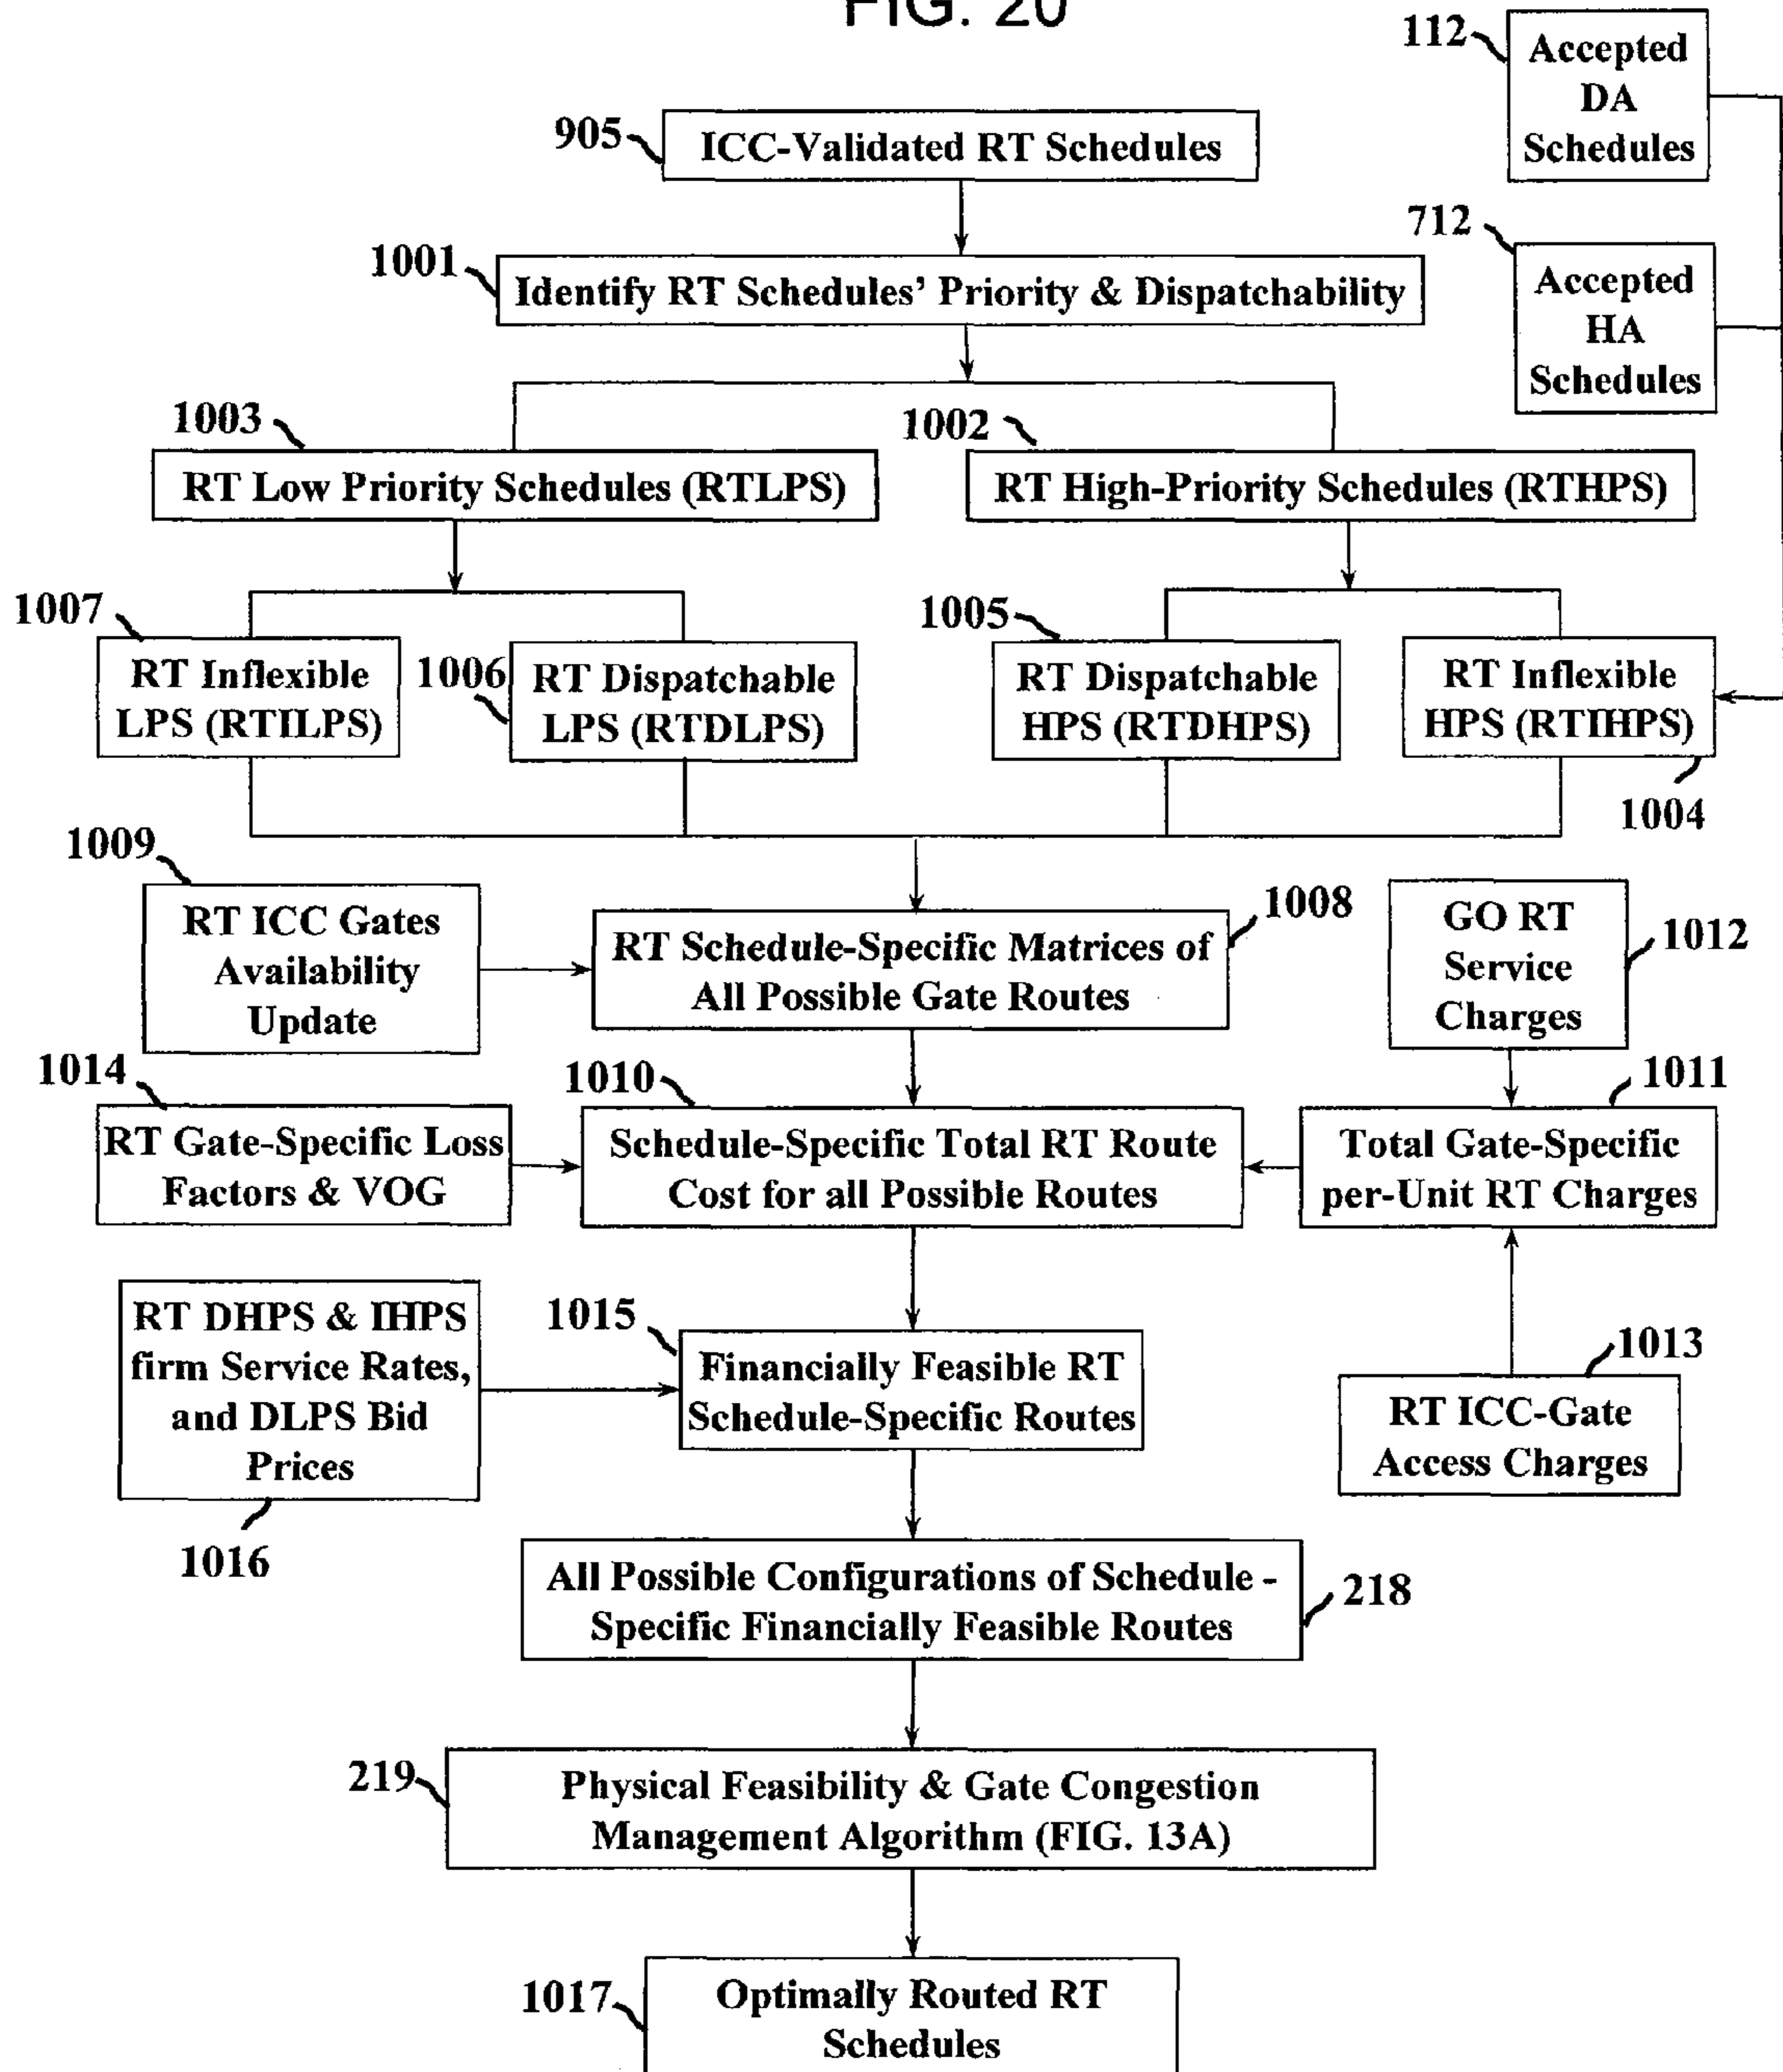 FIG. 20
112
Accepted
DA
Schedules
905
ICC-Validated RT Schedules
712
Accepted
HA
Schedules
1001
Identify RT Schedules' Priority & Dispatchability
1003
RT Low Priority Schedules (RTLPS)
1002
RT High-Priority Schedules (RTHPS)
1007
RT Inflexible
LPS (RTILPS)
1006
RT Dispatchable
LPS (RTDLPS)
1005
RT Dispatchable
HPS (RTDHPS)
RT Inflexible
HPS (RTIHPS)
1004
1009
RT ICC Gates
Availability
Update
RT Schedule-Specific Matrices of
All Possible Gate Routes
1008
GO RT
Service
Charges
1012
1014
RT Gate-Specific Loss
Factors & VOG
1010
Schedule-Specific Total RT Route
Cost for all Possible Routes
1011
Total Gate-Specific
per-Unit RT Charges
RT DHPS & IHPS
firm Service Rates,
and DLPS Bid
Prices
1016
1015
Financially Feasible RT
Schedule-Specific Routes
1013
RT ICC-Gate
Access Charges
All Possible Configurations of Schedule -
Specific Financially Feasible Routes
218
219
Physical Feasibility & Gate Congestion
Management Algorithm (FIG. 13A)
1017
Optimally Routed RT
Schedules